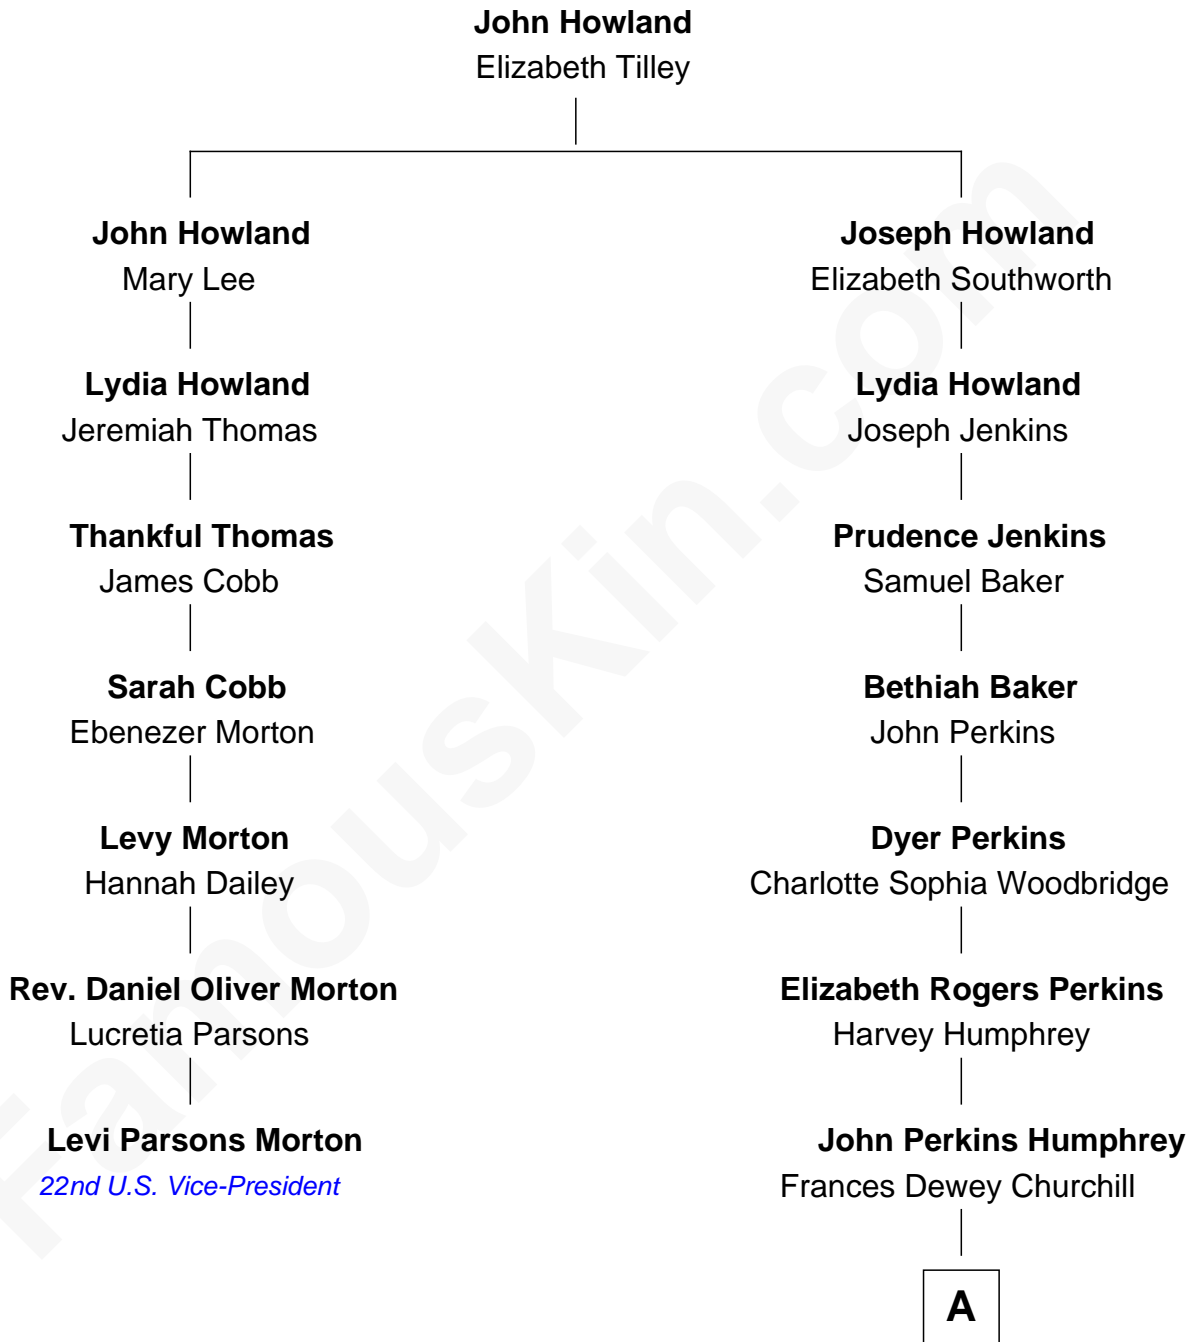 John Howland
Elizabeth Tilley
John Howland
Mary Lee
Joseph Howland
Elizabeth Southworth
Lydia Howland
Jeremiah Thomas
Lydia Howland
Joseph Jenkins
Thankful Thomas
James Cobb
Prudence Jenkins
Samuel Baker
Sarah Cobb
Ebenezer Morton
Bethiah Baker
John Perkins
Levy Morton
Hannah Dailey
Dyer Perkins
Charlotte Sophia Woodbridge
Rev. Daniel Oliver Morton
Lucretia Parsons
Elizabeth Rogers Perkins
Harvey Humphrey
Levi Parsons Morton
22nd U.S. Vice-President
John Perkins Humphrey
Frances Dewey Churchill
A
FamousKin.com